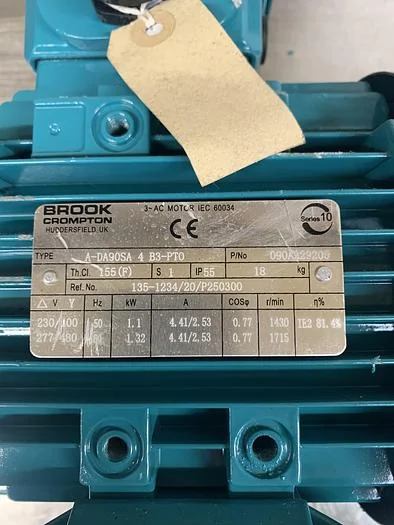 BROOK
CROMPTON
HUDDERSFIELD, UK
3~ AC MOTOR IEC 60034
CE
Series 10
TYPE A-DA90SA 4 B3-PTO P/No
Th.Cl. 155(F) S 1 IP 55 18 kg
Ref No. 135-1234/20/P250300
△ V Y Hz kW A COSφ r/min η%
230/400 50 1.1 4.41/2.53 0.77 1430 IE2 81.4%
277/480 1.32 4.41/2.53 0.77 1715